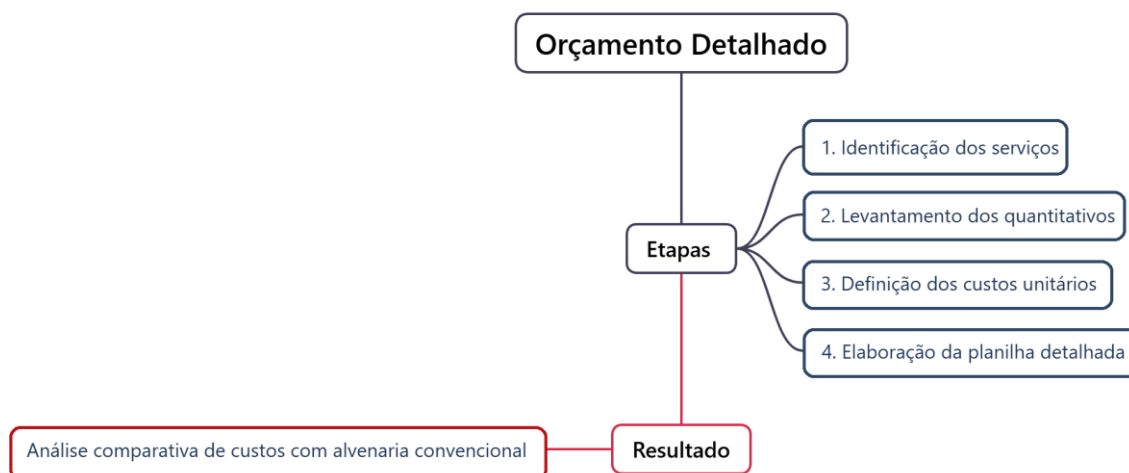 Orçamento Detalhado
1. Identificação dos serviços
2. Levantamento dos quantitativos
Etapas
3. Definição dos custos unitários
4. Elaboração da planilha detalhada
Resultado
Análise comparativa de custos com alvenaria convencional